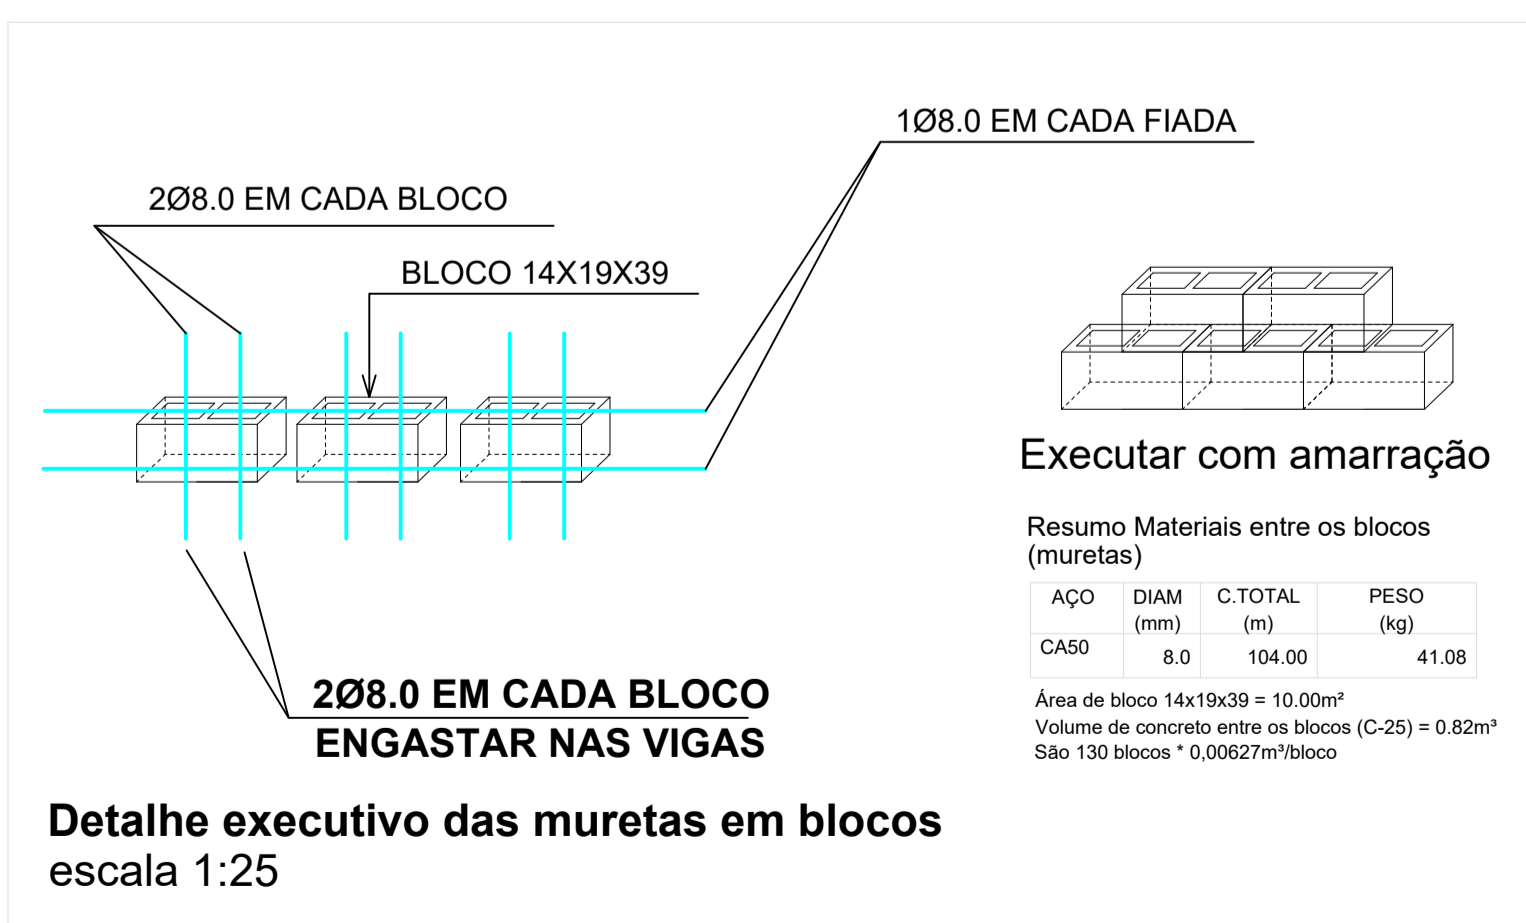 1Ø8.0 EM CADA FIADA
2Ø8.0 EM CADA BLOCO
BLOCO 14X19X39
Executar com amarração
Resumo Materiais entre os blocos
(muretas)
AÇO DIAM C.TOTAL PESO
(mm) (m) (kg)
CA50 8.0 104.00 41.08
Área de bloco 14x19x39 = 10.00m²
Volume de concreto entre os blocos (C-25) = 0.82m³
São 130 blocos * 0,00627m³/bloco
2Ø8.0 EM CADA BLOCO
ENGASTAR NAS VIGAS
Detalhe executivo das muretas em blocos
escala 1:25